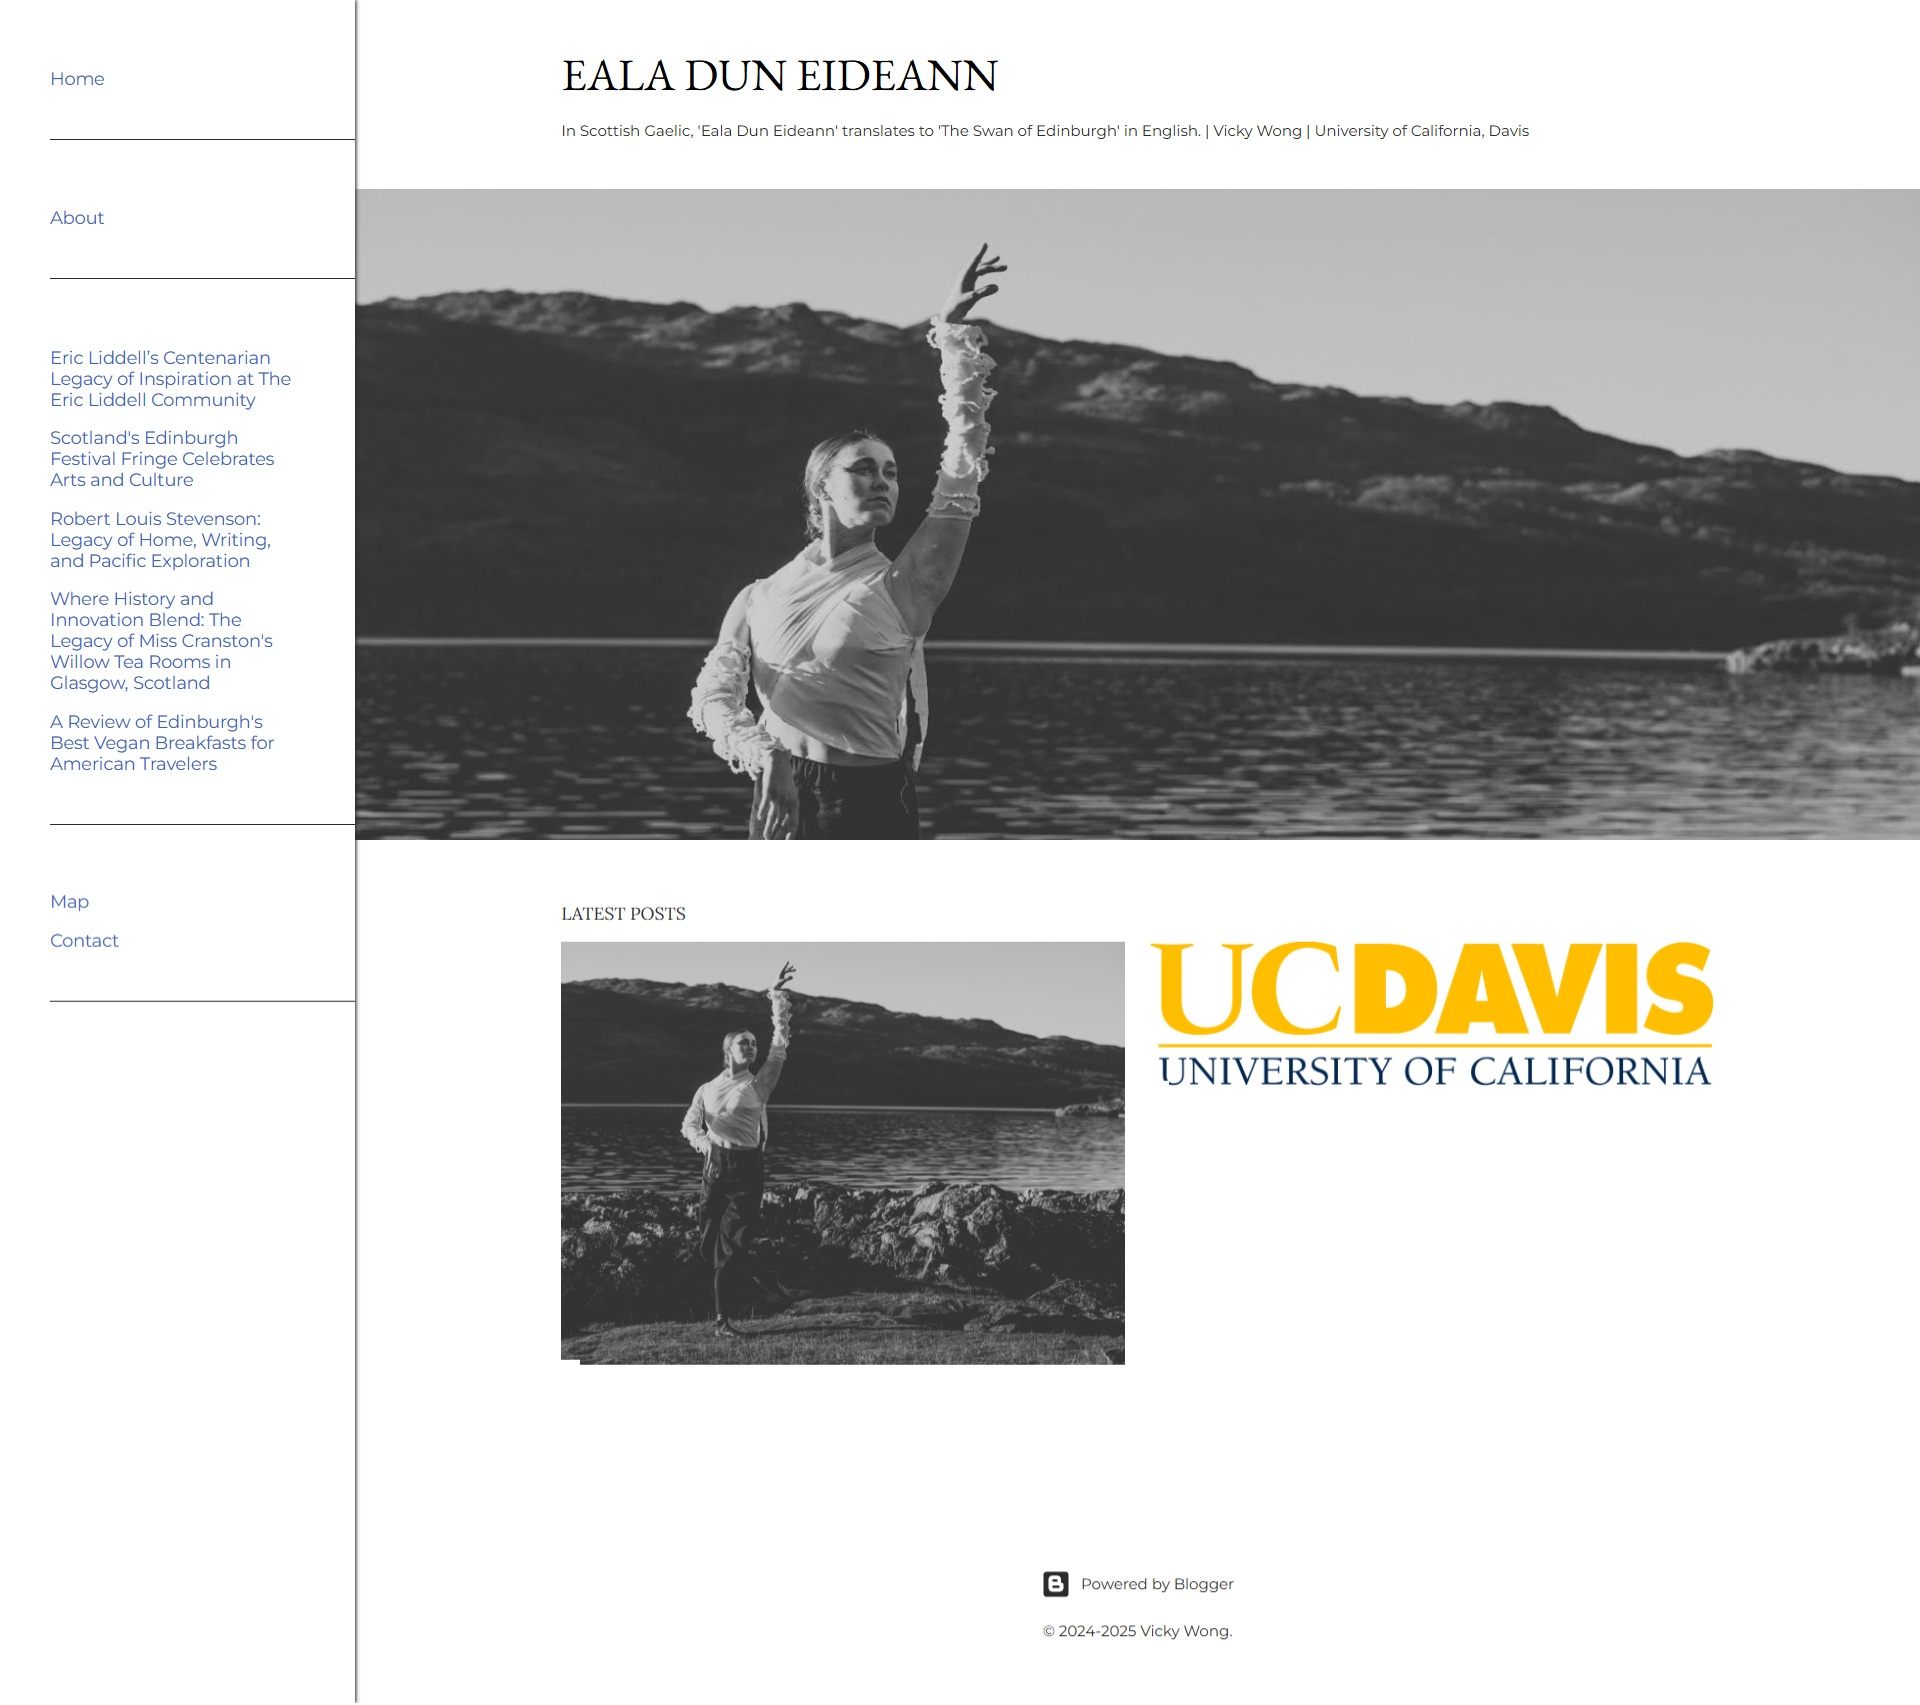 Home
About
Eric Liddell’s Centenarian
Legacy of Inspiration at The
Eric Liddell Community
Scotland's Edinburgh
Festival Fringe Celebrates
Arts and Culture
Robert Louis Stevenson:
Legacy of Home, Writing,
and Pacific Exploration
Where History and
Innovation Blend: The
Legacy of Miss Cranston's
Willow Tea Rooms in
Glasgow, Scotland
A Review of Edinburgh's
Best Vegan Breakfasts for
American Travelers
Map
Contact
EALA DUN EIDEANN
In Scottish Gaelic, 'Eala Dun Eideann' translates to 'The Swan of Edinburgh' in English. | Vicky Wong | University of California, Davis
LATEST POSTS
UCDAVIS
UNIVERSITY OF CALIFORNIA
Powered by Blogger
© 2024-2025 Vicky Wong.